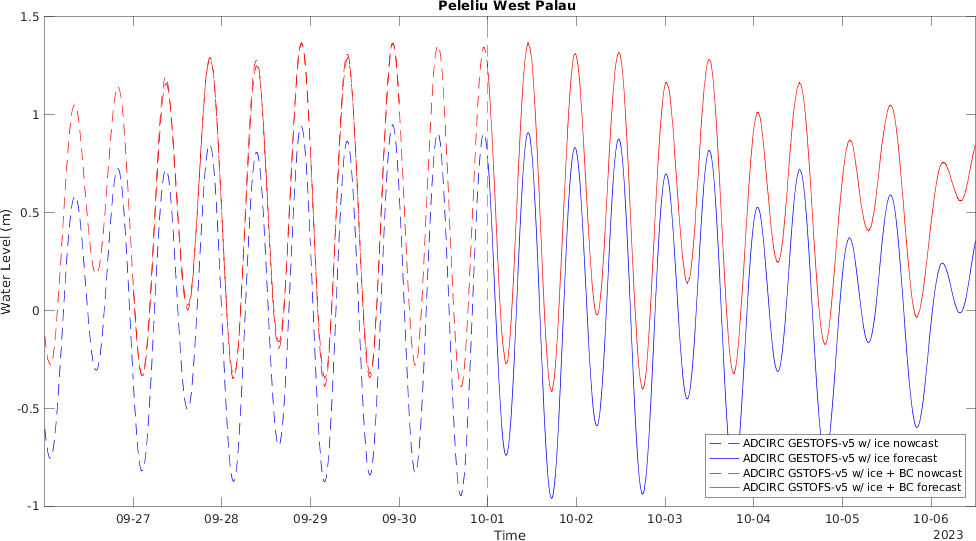 Peleliu West Palau
1.5
1
0.5
0
-0.5
-1
Water Level (m)
ADCIRC GESTOFS-v5 w/ ice nowcast
ADCIRC GESTOFS-v5 w/ ice forecast
ADCIRC GSTOFS-v5 w/ ice + BC nowcast
ADCIRC GSTOFS-v5 w/ ice + BC forecast
09-27 09-28 09-29 09-30 10-01 10-02 10-03 10-04 10-05 10-06
Time
2023